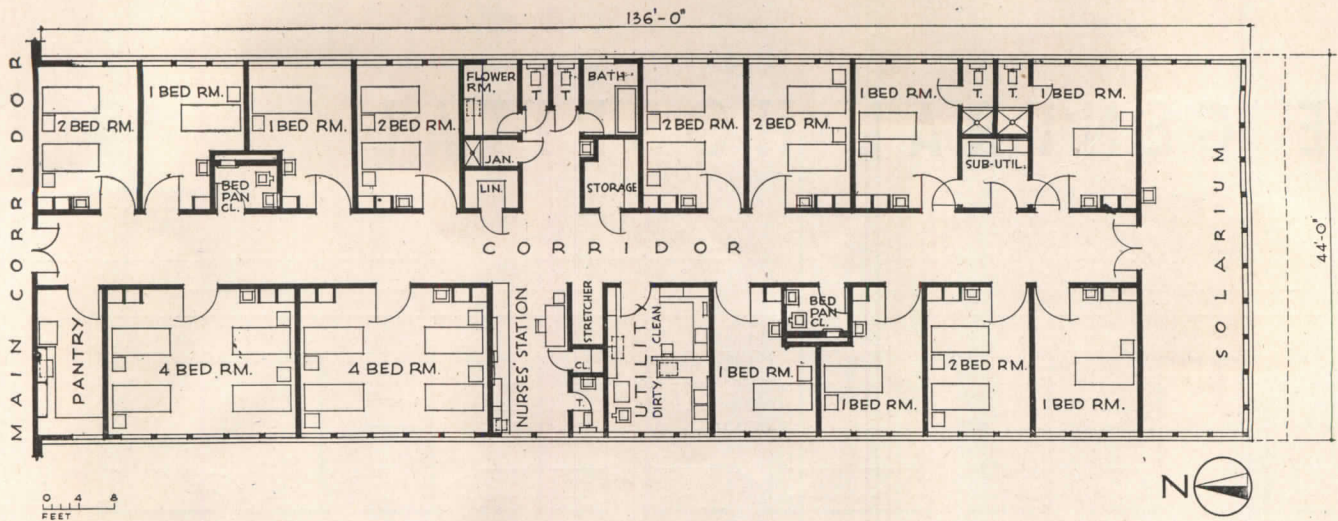 136'-0"
MAIN CORRIDOR
2 BED RM.
1 BED RM.
BED
PAN
CL.
1 BED RM.
2 BED RM.
FLOWER
RM.
T
T
BATH
JAN.
LIN.
STORAGE
2 BED RM.
2 BED RM.
1 BED RM.
T.
T.
SUB-UTIL.
1 BED RM.
SOLARIUM
44'-0"
CORRIDOR
PANTRY
4 BED RM.
4 BED RM.
NURSES' STATION
STRETCHER
CL.
T.
UTILITY
CLEAN
DIRTY
1 BED RM.
BED
PAN
CL.
1 BED RM.
2 BED RM.
1 BED RM.
0 4 8
FEET
N